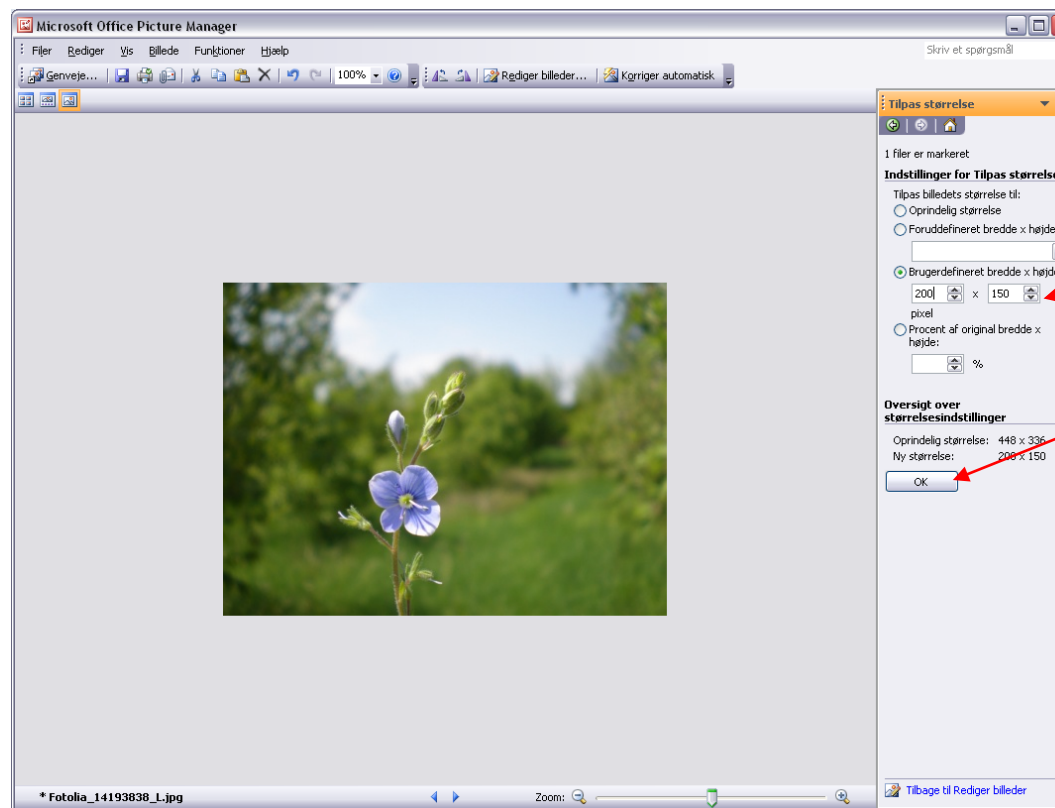 Microsoft Office Picture Manager
Filer Rediger Vis Billede Funktioner Hjælp Skriv et spørgsmål
Genveje... 100% Rediger billeder... Korriger automatisk
Tilpas størrelse
1 filer er markeret
Indstillinger for Tilpas størrelse
Tilpas billedets størrelse til:
Oprindelig størrelse
Foruddefineret bredde x højde
Brugerdefineret bredde x højde
200 x 150
pixel
Procent af original bredde x
højde:
%
Oversigt over
størrelsesindstillinger
Oprindelig størrelse: 448 x 336
Ny størrelse: 200 x 150
OK
* Fotolia_14193838_L.jpg Zoom: Tilbage til Rediger billeder